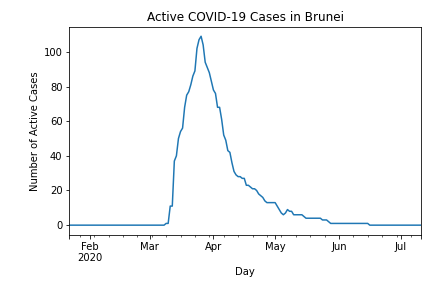 Active COVID-19 Cases in Brunei
Number of Active Cases
100
80
60
40
20
0
Feb
2020
Mar
Apr
May
Jun
Jul
Day